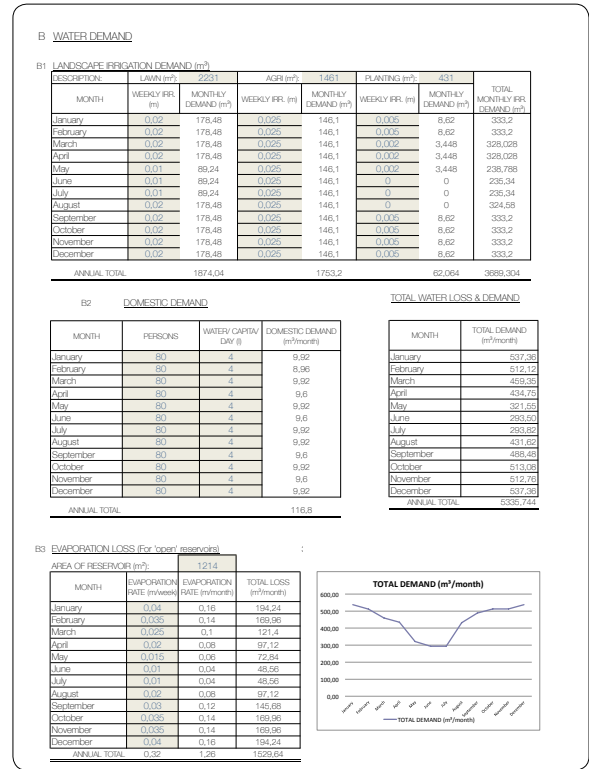 B WATER DEMAND
B1 LANDSCAPE IRRIGATION DEMAND (m³)
DESCRIPTION: LAWN (m²): 2231 AGRI (m²): 1461 PLANTING (m²): 431
MONTH WEEKLY IRR. (m) MONTHLY DEMAND (m³) WEEKLY IRR. (m) MONTHLY DEMAND (m³) WEEKLY IRR. (m) MONTHLY DEMAND (m³) TOTAL MONTHLY IRR. DEMAND (m³)
January 0,02 178,48 0,025 146,1 0,005 8,62 333,2
February 0,02 178,48 0,025 146,1 0,005 8,62 333,2
March 0,02 178,48 0,025 146,1 0,002 3,448 328,028
April 0,02 178,48 0,025 146,1 0,002 3,448 328,028
May 0,01 89,24 0,025 146,1 0,002 3,448 238,788
June 0,01 89,24 0,025 146,1 0 0 235,34
July 0,01 89,24 0,025 146,1 0 0 235,34
August 0,02 178,48 0,025 146,1 0 0 324,58
September 0,02 178,48 0,025 146,1 0,005 8,62 333,2
October 0,02 178,48 0,025 146,1 0,005 8,62 333,2
November 0,02 178,48 0,025 146,1 0,005 8,62 333,2
December 0,02 178,48 0,025 146,1 0,005 8,62 333,2
ANNUAL TOTAL 1874,04 1753,2 62,064 3689,304
B2 DOMESTIC DEMAND
MONTH PERSONS WATER/ CAPITA/ DAY (l) DOMESTIC DEMAND (m³/month)
January 80 4 9,92
February 80 4 8,96
March 80 4 9,92
April 80 4 9,6
May 80 4 9,92
June 80 4 9,6
July 80 4 9,92
August 80 4 9,92
September 80 4 9,6
October 80 4 9,92
November 80 4 9,6
December 80 4 9,92
ANNUAL TOTAL 116,8
TOTAL WATER LOSS & DEMAND
MONTH TOTAL DEMAND (m³/month)
January 537,36
February 512,12
March 459,35
April 434,75
May 321,55
June 293,50
July 293,82
August 431,62
September 488,48
October 513,08
November 512,76
December 537,36
ANNUAL TOTAL 5335,744
B3 EVAPORATION LOSS (For 'open' reservoirs) :
AREA OF RESERVOIR (m²): 1214
MONTH EVAPORATION RATE (m/week) EVAPORATION RATE (m/month) TOTAL LOSS (m³/month)
January 0,04 0,16 194,24
February 0,035 0,14 169,96
March 0,025 0,1 121,4
April 0,02 0,08 97,12
May 0,015 0,06 72,84
June 0,01 0,04 48,56
July 0,01 0,04 48,56
August 0,02 0,08 97,12
September 0,03 0,12 145,68
October 0,035 0,14 169,96
November 0,035 0,14 169,96
December 0,04 0,16 194,24
ANNUAL TOTAL 0,32 1,26 1529,64
TOTAL DEMAND (m³/month)
600,00
500,00
400,00
300,00
200,00
100,00
0,00
January February March April May June July August September October November December
TOTAL DEMAND (m³/month)